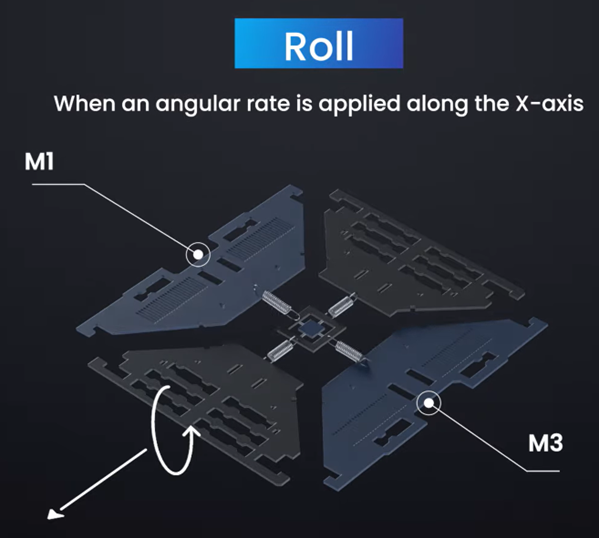 Roll
When an angular rate is applied along the X-axis
M1
M3